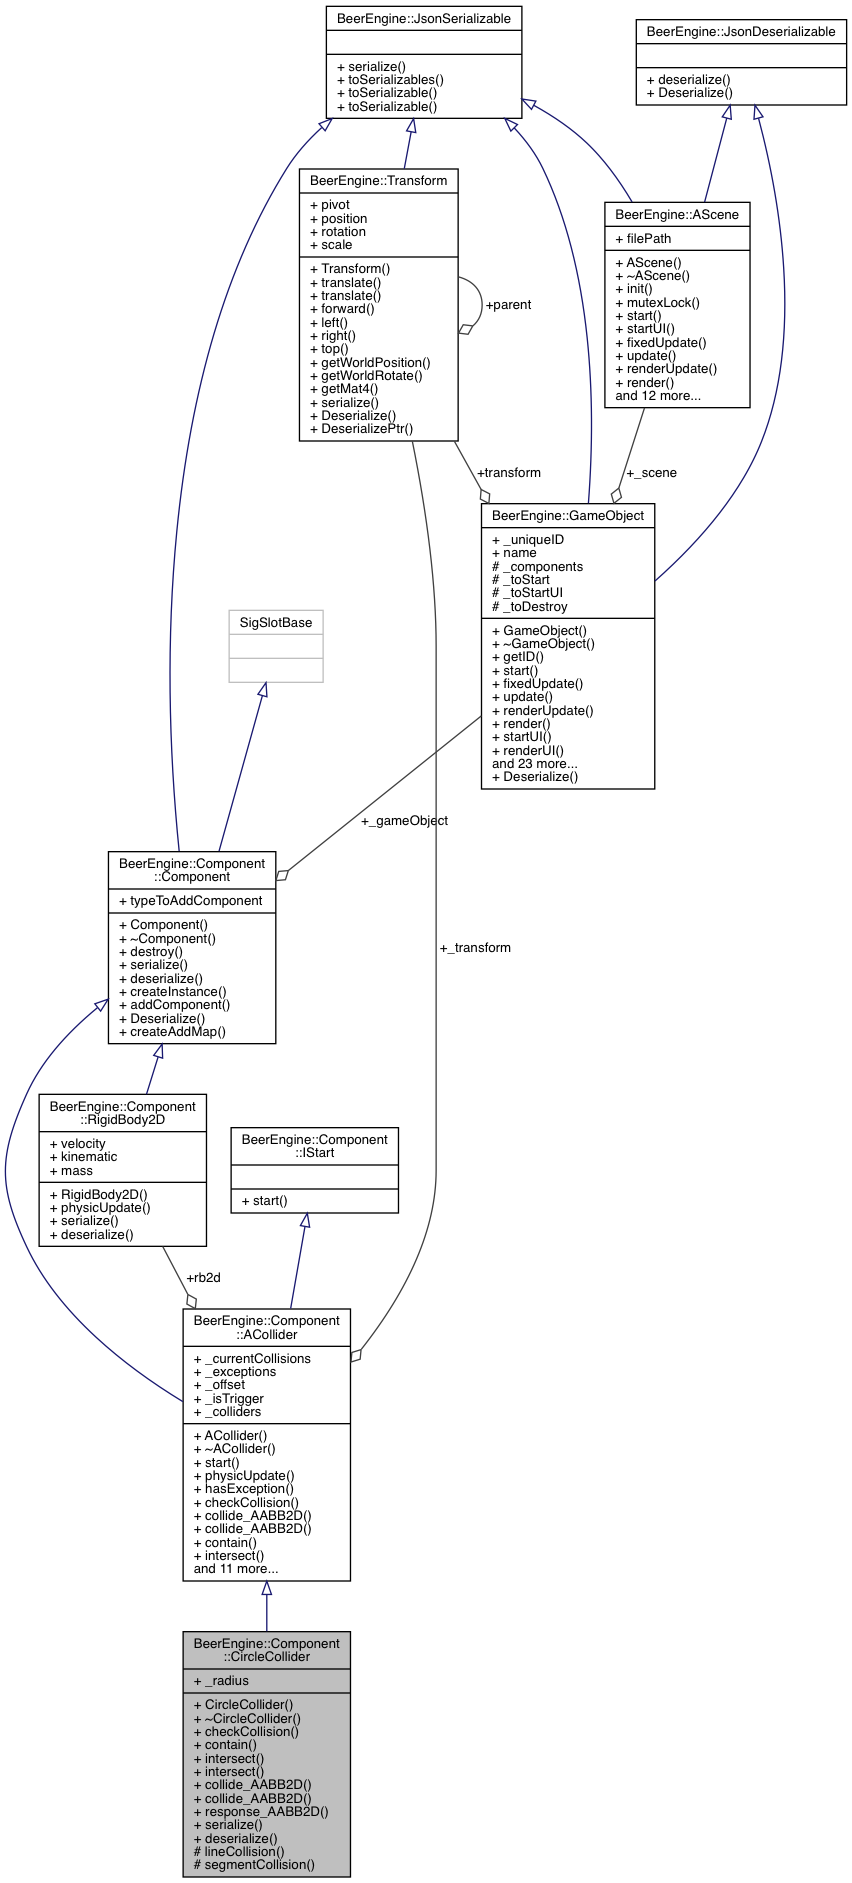 BeerEngine::JsonSerializable
+ serialize()
+ toSerializables()
+ toSerializable()
+ toSerializable()
BeerEngine::JsonDeserializable
+ deserialize()
+ Deserialize()
BeerEngine::Transform
+ pivot
+ position
+ rotation
+ scale
+ Transform()
+ translate()
+ translate()
+ forward()
+ left()
+ right()
+ top()
+ getWorldPosition()
+ getWorldRotate()
+ getMat4()
+ serialize()
+ Deserialize()
+ DeserializePtr()
+parent
BeerEngine::AScene
+ filePath
+ AScene()
+ ~AScene()
+ init()
+ mutexLock()
+ start()
+ startUI()
+ fixedUpdate()
+ update()
+ renderUpdate()
+ render()
and 12 more...
+transform
+_scene
BeerEngine::GameObject
+ _uniqueID
+ name
# _components
# _toStart
# _toStartUI
# _toDestroy
+ GameObject()
+ ~GameObject()
+ getID()
+ start()
+ fixedUpdate()
+ update()
+ renderUpdate()
+ render()
+ startUI()
+ renderUI()
and 23 more...
+ Deserialize()
SigSlotBase
+_gameObject
BeerEngine::Component
::Component
+ typeToAddComponent
+ Component()
+ ~Component()
+ destroy()
+ serialize()
+ deserialize()
+ createInstance()
+ addComponent()
+ Deserialize()
+ createAddMap()
+_transform
BeerEngine::Component
::RigidBody2D
+ velocity
+ kinematic
+ mass
+ RigidBody2D()
+ physicUpdate()
+ serialize()
+ deserialize()
BeerEngine::Component
::IStart
+ start()
+rb2d
BeerEngine::Component
::ACollider
+ _currentCollisions
+ _exceptions
+ _offset
+ _isTrigger
+ _colliders
+ ACollider()
+ ~ACollider()
+ start()
+ physicUpdate()
+ hasException()
+ checkCollision()
+ collide_AABB2D()
+ collide_AABB2D()
+ contain()
+ intersect()
and 11 more...
BeerEngine::Component
::CircleCollider
+ _radius
+ CircleCollider()
+ ~CircleCollider()
+ checkCollision()
+ contain()
+ intersect()
+ intersect()
+ collide_AABB2D()
+ collide_AABB2D()
+ response_AABB2D()
+ serialize()
+ deserialize()
# lineCollision()
# segmentCollision()